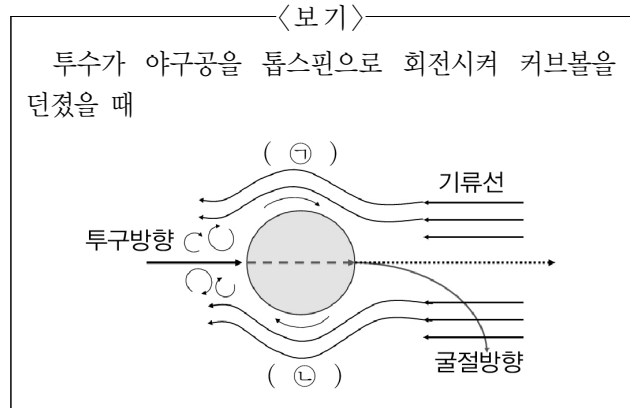 〈보기〉
투수가 야구공을 톱스핀으로 회전시켜 커브볼을
던졌을 때
( ㉠ )
기류선
투구방향
굴절방향
( ㉡ )